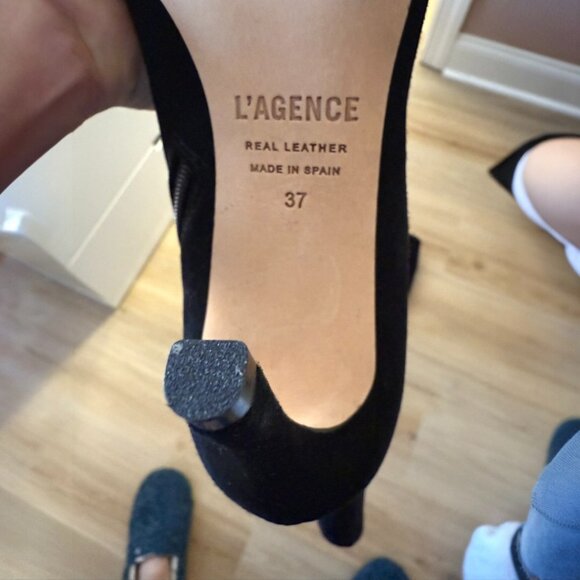 L'AGENCE
REAL LEATHER
MADE IN SPAIN
37